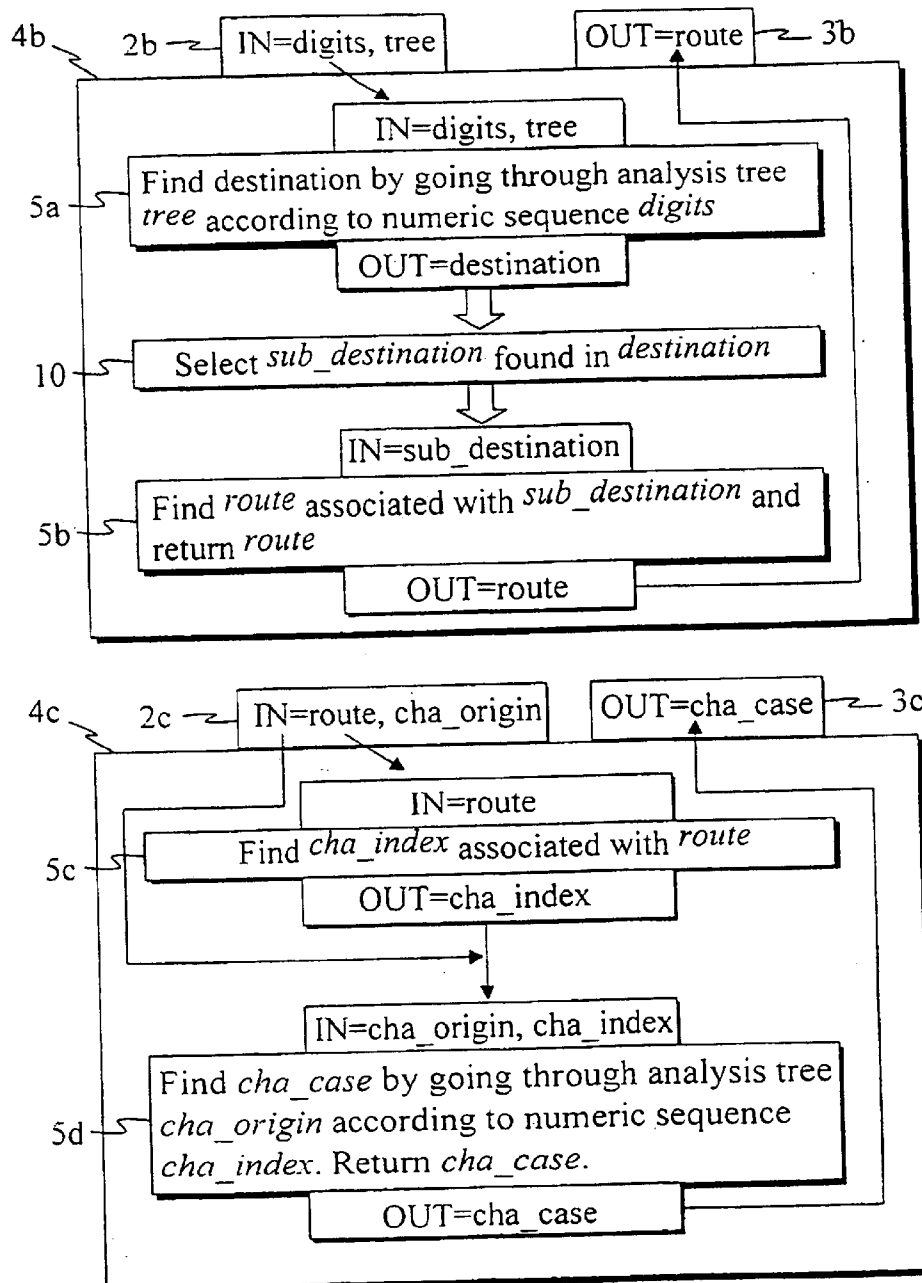 4b
2b
IN=digits, tree
OUT=route
3b
IN=digits, tree
5a
Find destination by going through analysis tree
tree according to numeric sequence digits
OUT=destination
10
Select sub_destination found in destination
IN=sub_destination
5b
Find route associated with sub_destination and
return route
OUT=route
4c
2c
IN=route, cha_origin
OUT=cha_case
3c
IN=route
5c
Find cha_index associated with route
OUT=cha_index
IN=cha_origin, cha_index
5d
Find cha_case by going through analysis tree
cha_origin according to numeric sequence
cha_index. Return cha_case.
OUT=cha_case